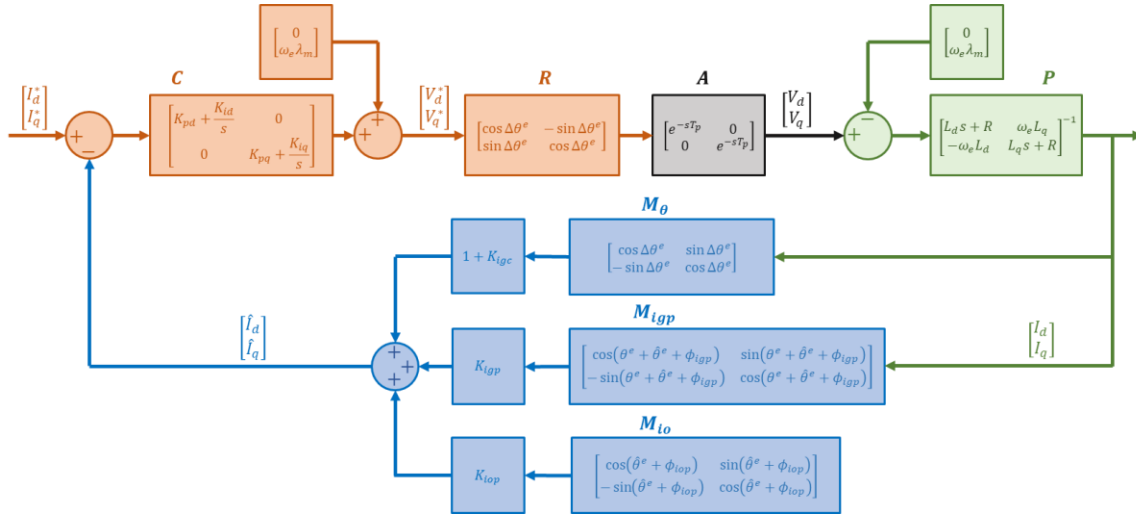 [0
ω_e λ_m]
[0
ω_e λ_m]
C
R
A
P
[I_d^*
I_q^*]
+
−
[K_pd + K_id/s 0
0 K_pq + K_iq/s]
+
+
[V_d^*
V_q^*]
[cos Δθ^e − sin Δθ^e
sin Δθ^e cos Δθ^e]
[e^{-sT_p} 0
0 e^{-sT_p}]
[V_d
V_q]
+
−
[L_d s + R ω_e L_q
−ω_e L_d L_q s + R]^{-1}
M_θ
1 + K_igc
[cos Δθ^e sin Δθ^e
− sin Δθ^e cos Δθ^e]
M_igp
[Î_d
Î_q]
+
+
+
K_igp
[cos(θ^e + θ̂^e + ϕ_igp) sin(θ^e + θ̂^e + ϕ_igp)
− sin(θ^e + θ̂^e + ϕ_igp) cos(θ^e + θ̂^e + ϕ_igp)]
[I_d
I_q]
M_io
K_iop
[cos(θ̂^e + ϕ_iop) sin(θ̂^e + ϕ_iop)
− sin(θ̂^e + ϕ_iop) cos(θ̂^e + ϕ_iop)]